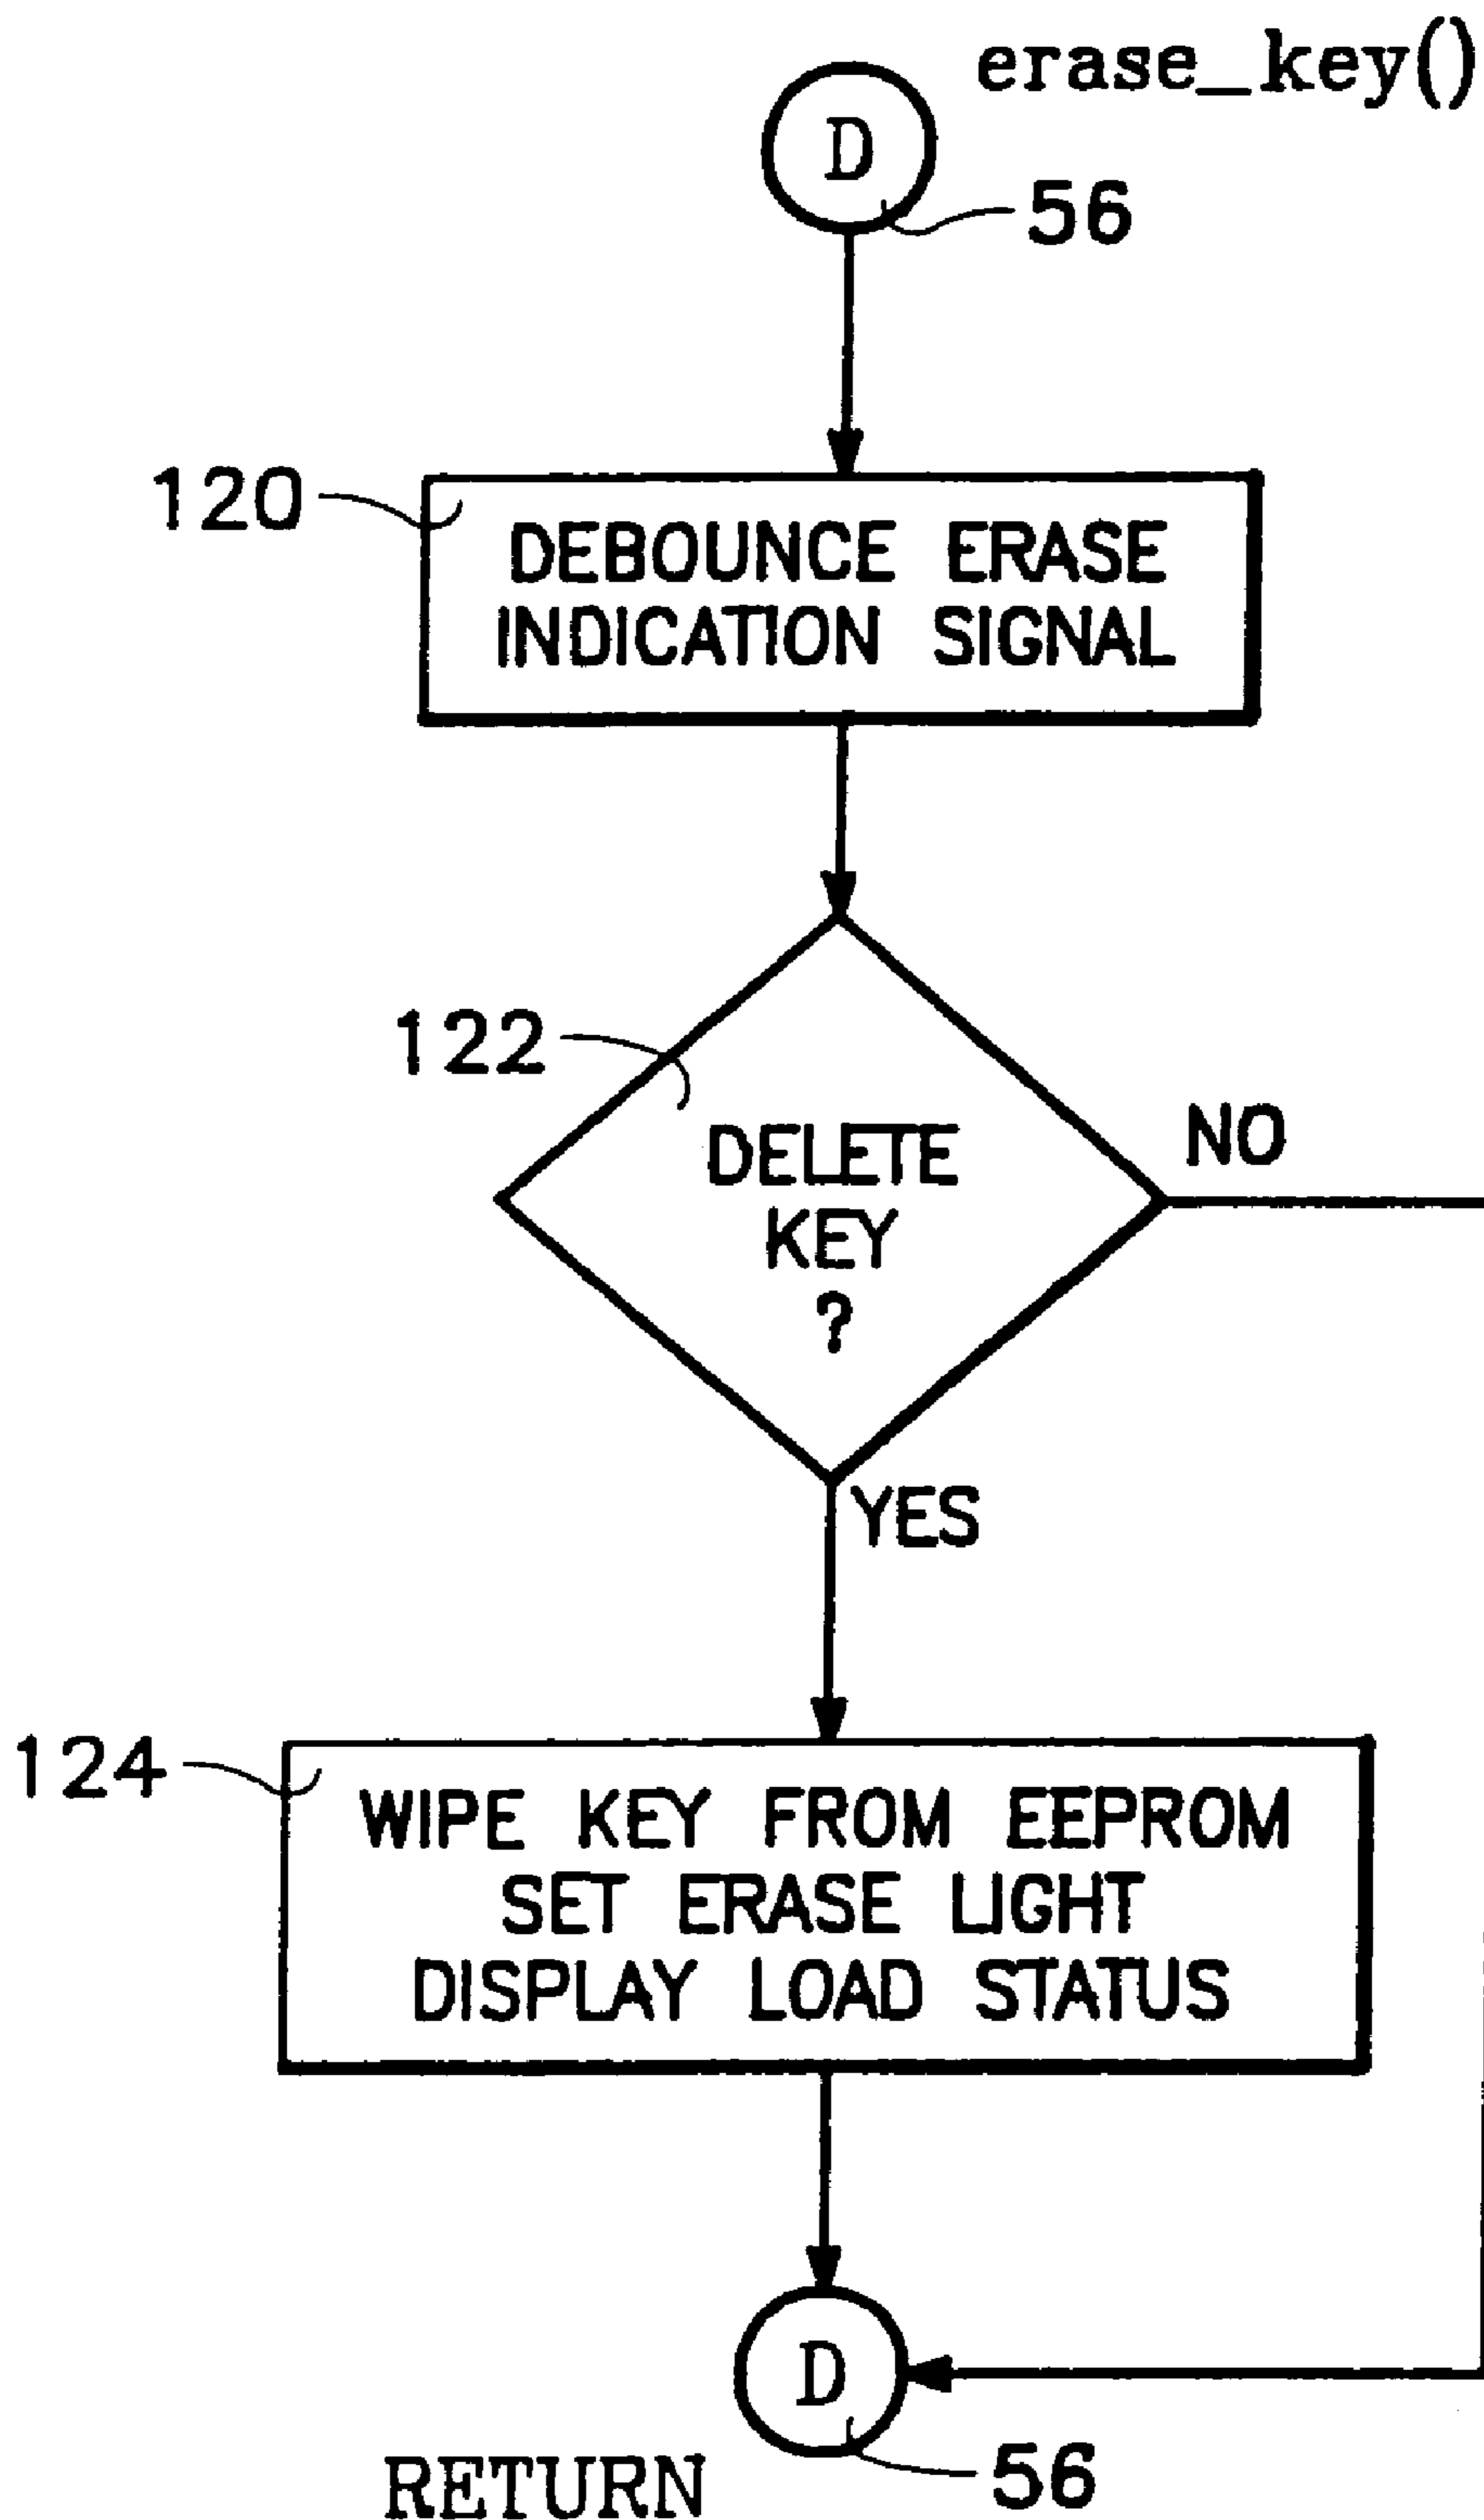 erase_key()
D
56
120
DEBOUNCE ERASE
INDICATION SIGNAL
122
DELETE
KEY
?
NO
YES
124
WIPE KEY FROM EEPROM
SET ERASE LIGHT
DISPLAY LOAD STATUS
D
RETURN
56